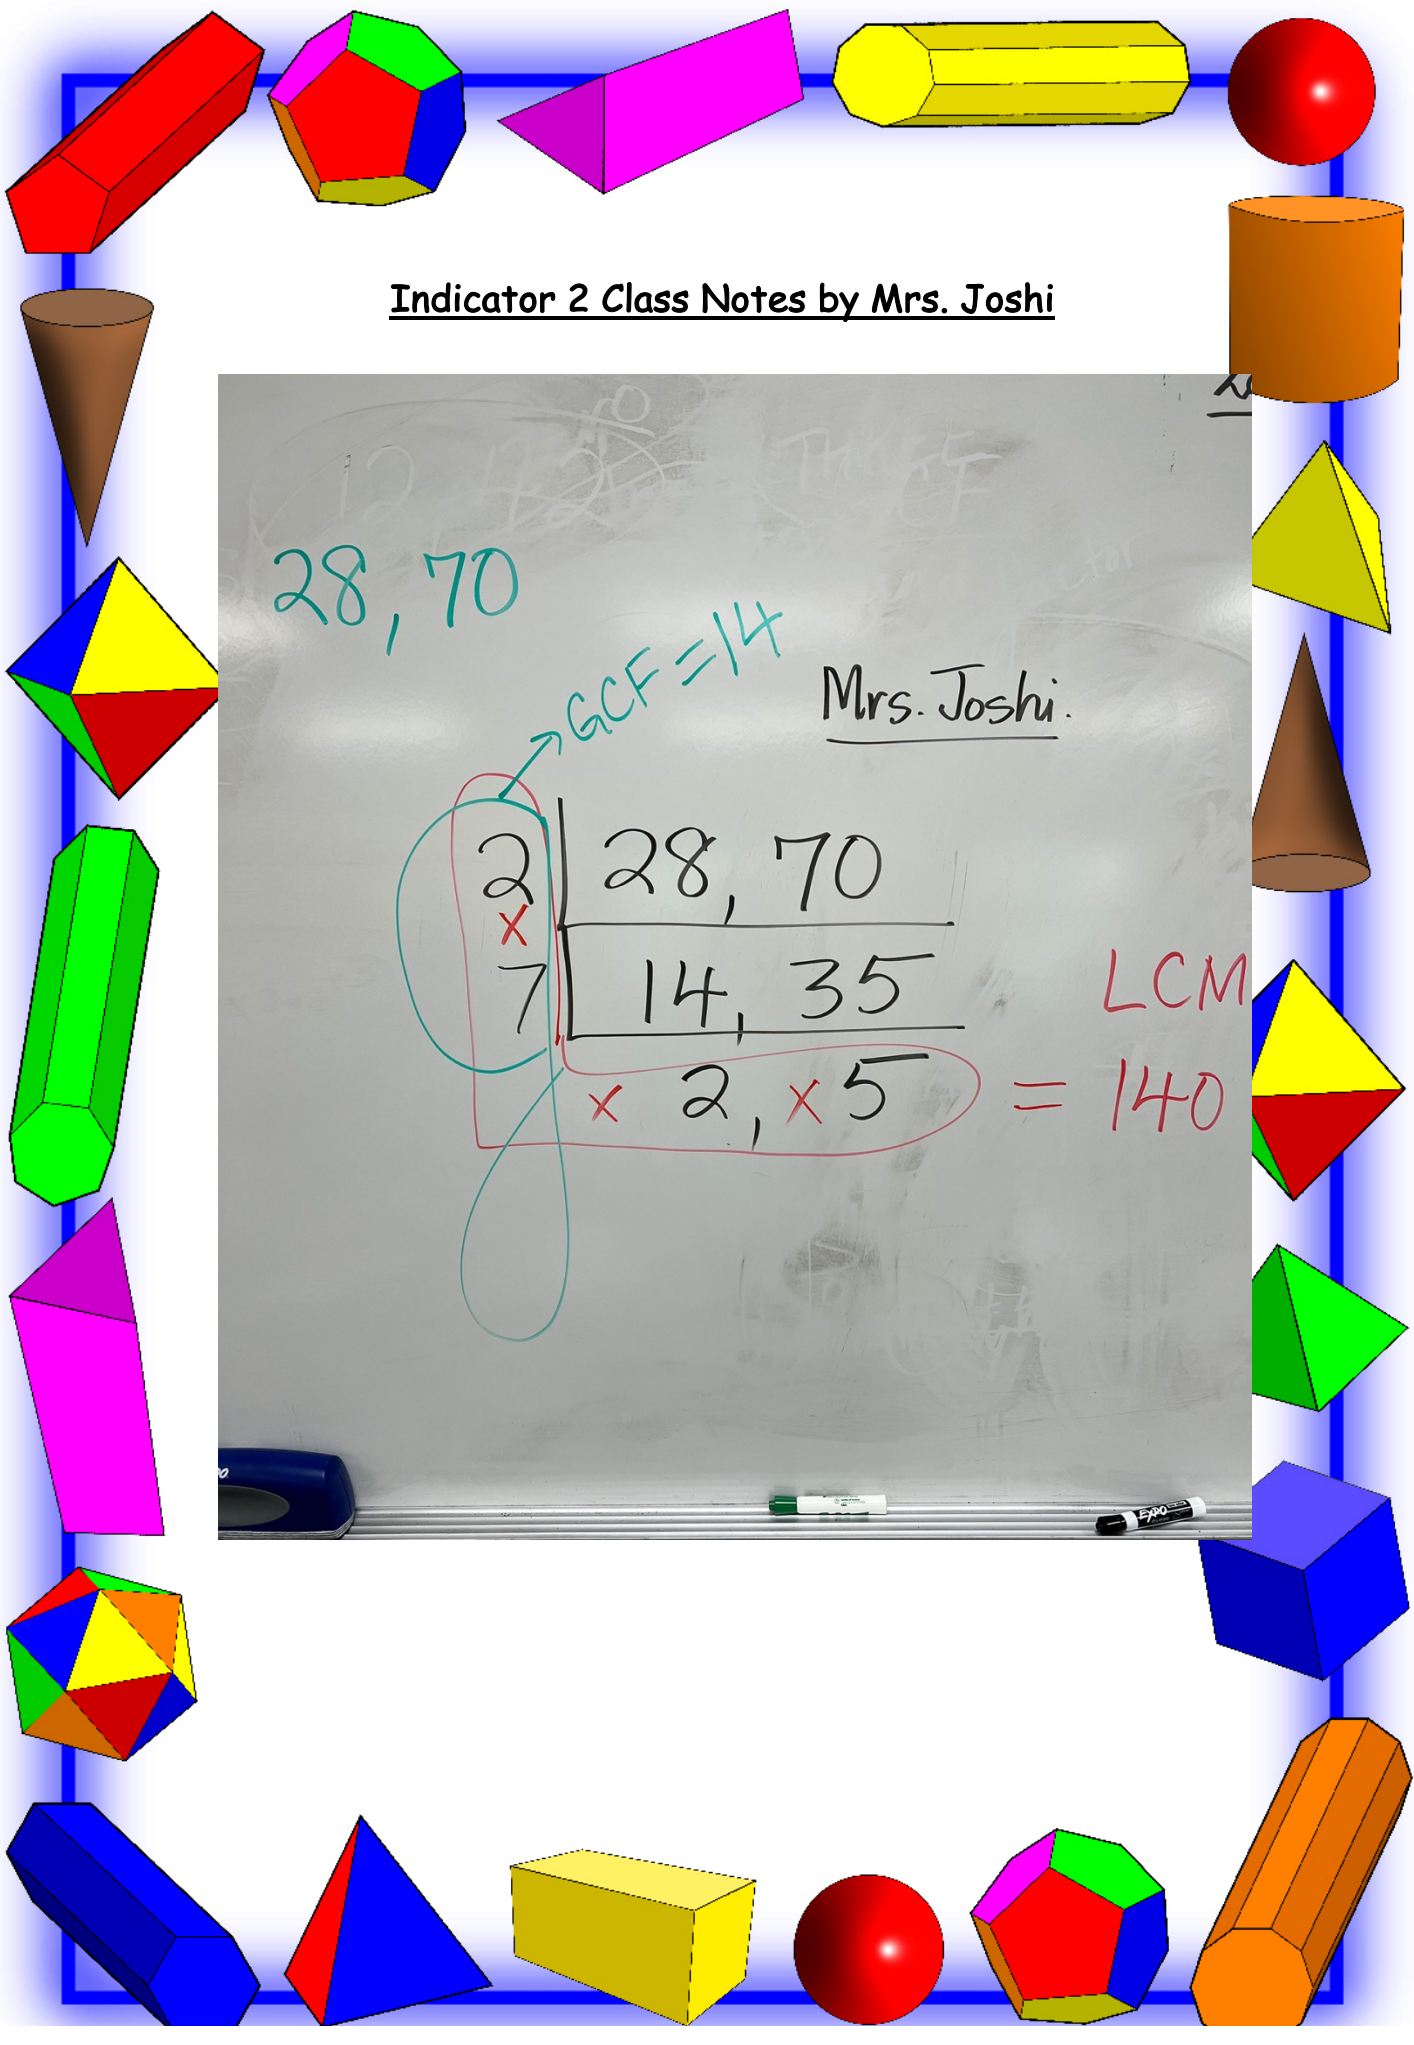 Indicator 2 Class Notes by Mrs. Joshi
28, 70
GCF = 14
Mrs. Joshi.
2 28, 70
x
7 14, 35
LCM
x 2, x 5 = 140
EXPO